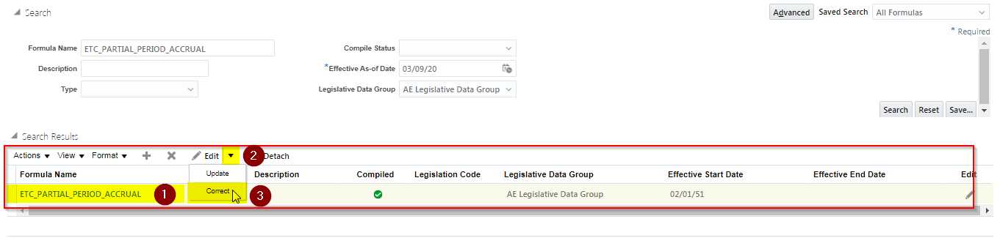 Search
Advanced Saved Search All Formulas
* Required
Formula Name ETC_PARTIAL_PERIOD_ACCRUAL Compile Status
Description *Effective As-of Date 03/09/20
Type Legislative Data Group AE Legislative Data Group
Search Reset Save...
Search Results
Actions View Format Edit 2 Detach
Update
Formula Name Description Compiled Legislation Code Legislative Data Group Effective Start Date Effective End Date Edit
ETC_PARTIAL_PERIOD_ACCRUAL 1 Correct 3 AE Legislative Data Group 02/01/51